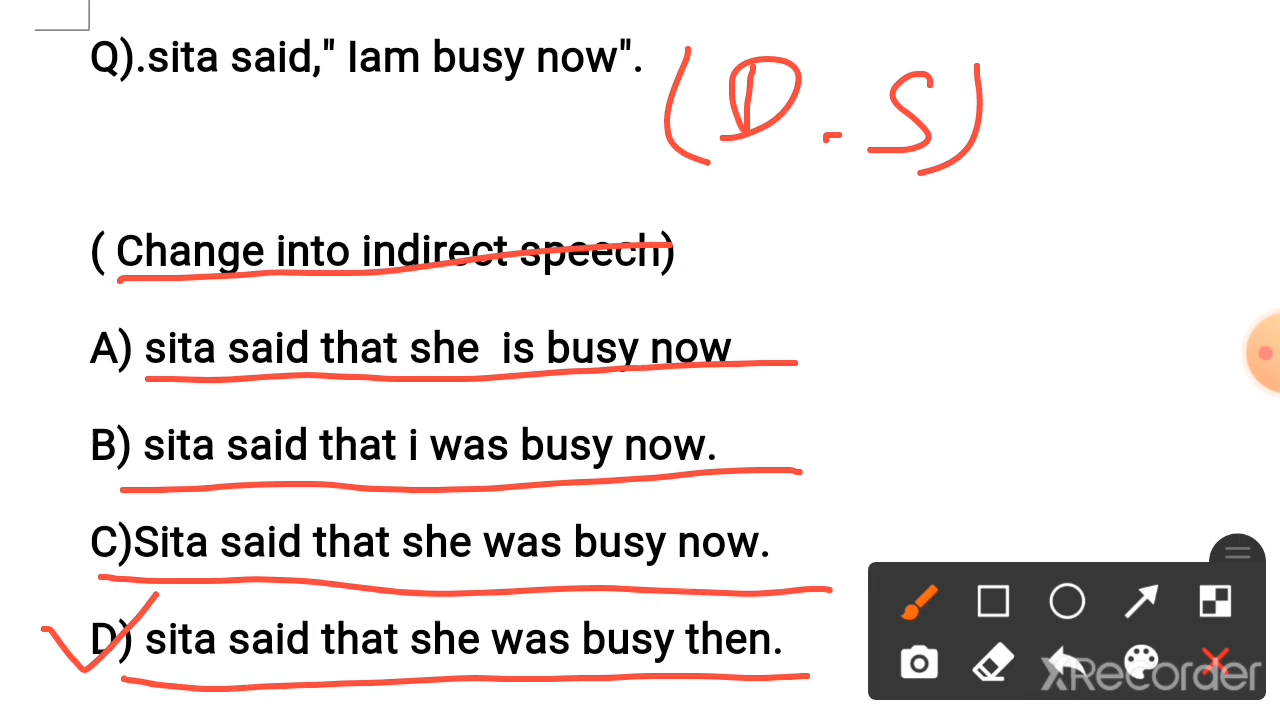 Q).sita said," Iam busy now".
(D.S)
( Change into indirect speech)
A) sita said that she is busy now
B) sita said that i was busy now.
C)Sita said that she was busy now.
D) sita said that she was busy then.
XRecorder